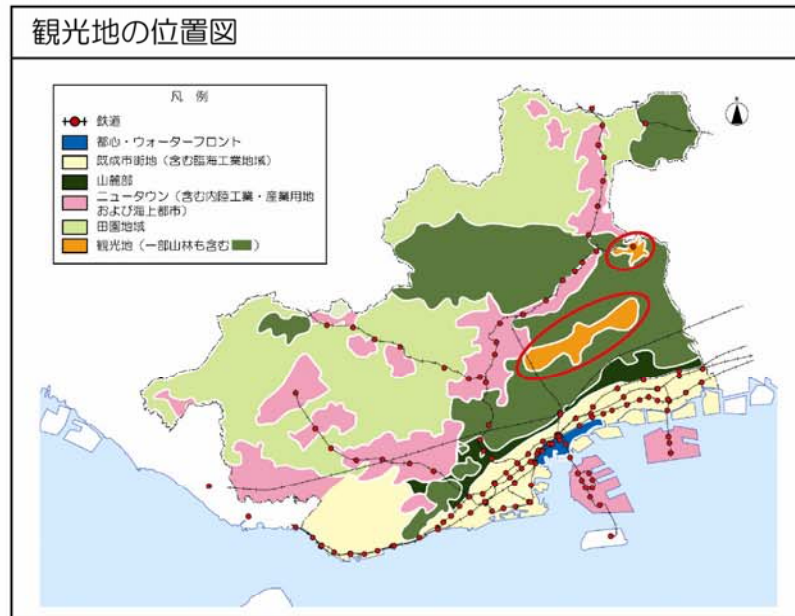 観光地の位置図
凡　例
鉄道
都心・ウォーターフロント
既成市街地（含む臨海工業地域）
山麓部
ニュータウン（含む内陸工業・産業用地
および海上都市）
田園地域
観光地（一部山林も含む　）